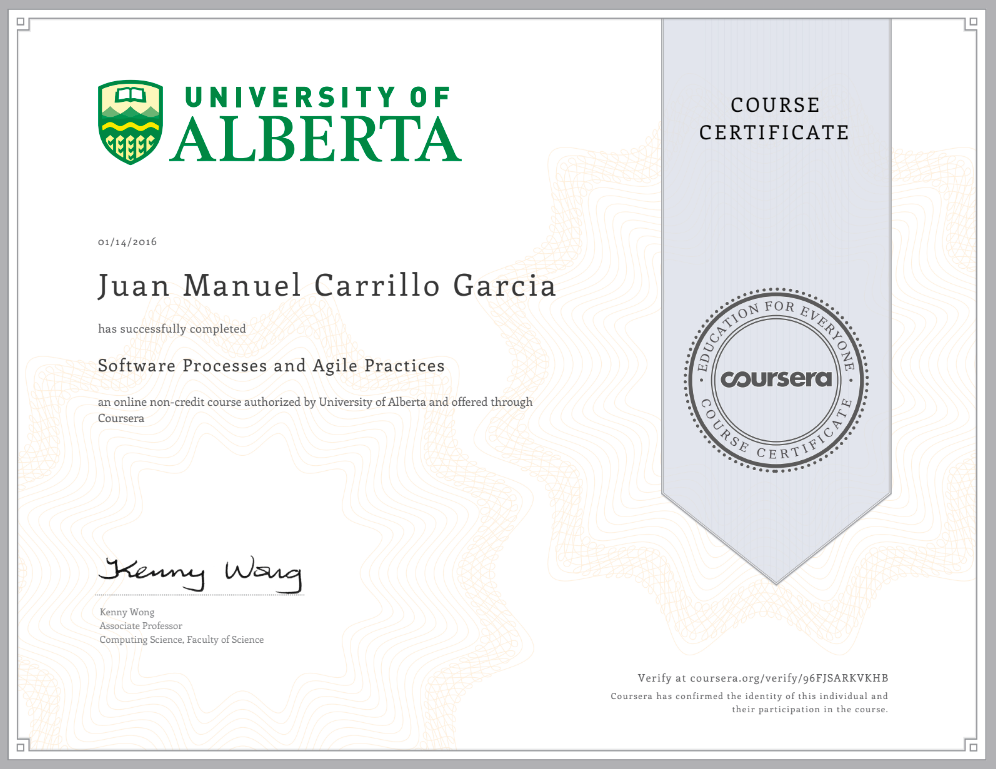 UNIVERSITY OF
ALBERTA
COURSE
CERTIFICATE
01/14/2016
Juan Manuel Carrillo Garcia
has successfully completed
Software Processes and Agile Practices
an online non-credit course authorized by University of Alberta and offered through
Coursera
EDUCATION FOR EVERYONE
coursera
COURSE CERTIFICATE
Kenny Wong
Kenny Wong
Associate Professor
Computing Science, Faculty of Science
Verify at coursera.org/verify/96FJSARKVKHB
Coursera has confirmed the identity of this individual and
their participation in the course.